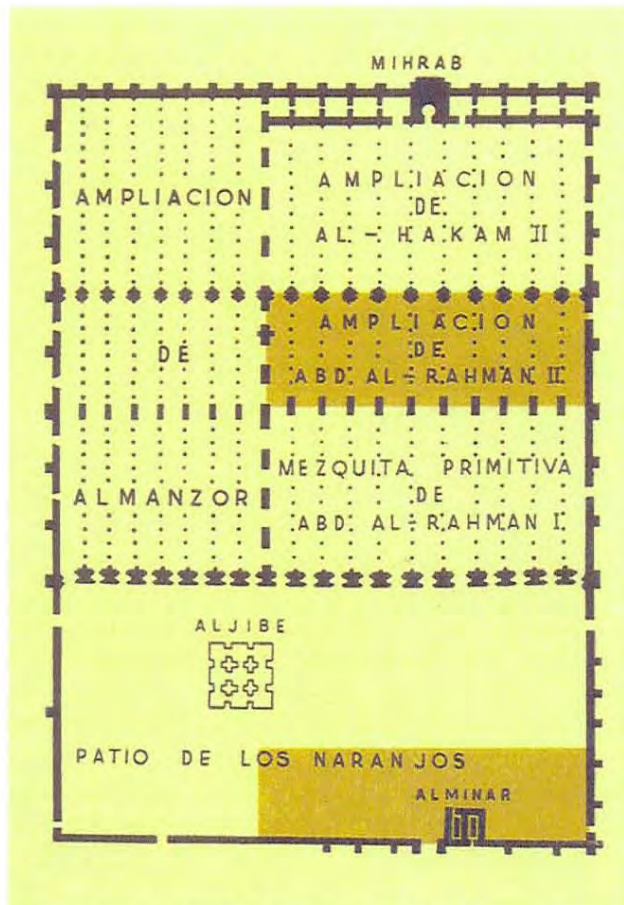 MIHRAB
AMPLIACION
DE
ALMANZOR
AMPLIACION
DE
AL-HAKAM II
AMPLIACION
DE
ABD AL-RAHMAN II
MEZQUITA PRIMITIVA
DE
ABD AL-RAHMAN I
ALJIBE
PATIO DE LOS NARANJOS
ALMINAR